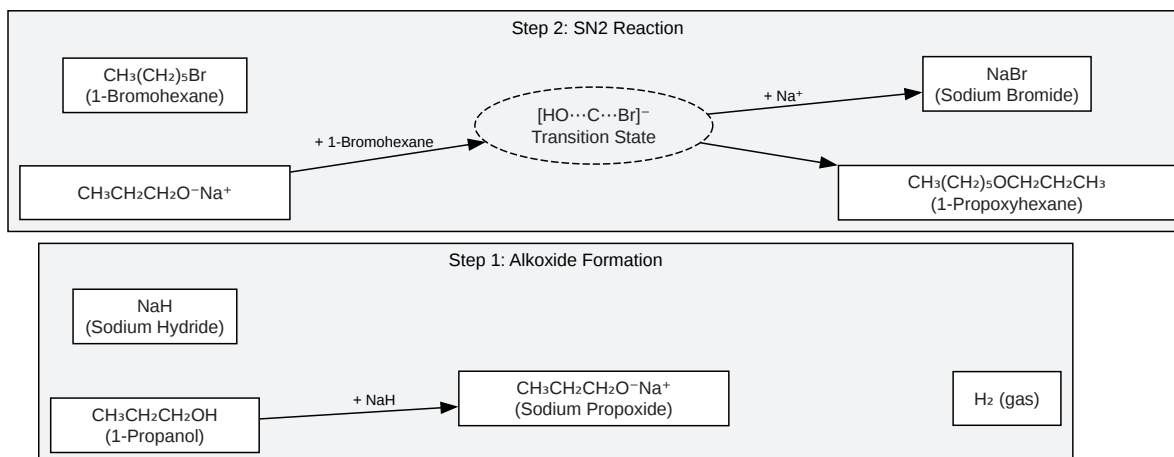 Step 2: SN2 Reaction
CH₃(CH₂)₅Br
(1-Bromohexane)
CH₃CH₂CH₂O⁻Na⁺
+ 1-Bromohexane
[HO⋯C⋯Br]⁻
Transition State
+ Na⁺
NaBr
(Sodium Bromide)
CH₃(CH₂)₅OCH₂CH₂CH₃
(1-Propoxyhexane)
Step 1: Alkoxide Formation
NaH
(Sodium Hydride)
CH₃CH₂CH₂OH
(1-Propanol)
+ NaH
CH₃CH₂CH₂O⁻Na⁺
(Sodium Propoxide)
H₂ (gas)